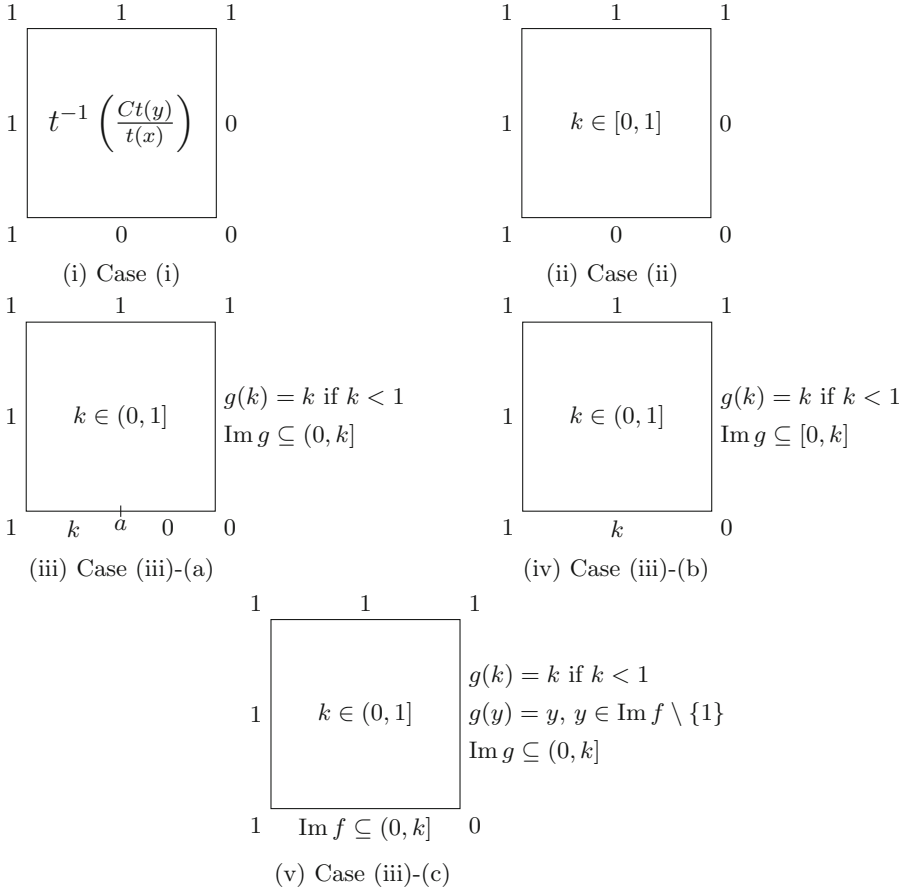 1 1 1 1 1 1
1 t⁻¹ ( Ct(y) / t(x) ) 0 1 k ∈ [0, 1] 0
1 0 0 1 0 0
(i) Case (i) (ii) Case (ii)
1 1 1 1 1 1
g(k) = k if k < 1 g(k) = k if k < 1
1 k ∈ (0, 1] 1 k ∈ (0, 1]
Im g ⊆ (0, k] Im g ⊆ [0, k]
1 k a 0 0 1 k 0
(iii) Case (iii)-(a) (iv) Case (iii)-(b)
1 1 1
g(k) = k if k < 1
1 k ∈ (0, 1] g(y) = y, y ∈ Im f \ {1}
Im g ⊆ (0, k]
1 Im f ⊆ (0, k] 0
(v) Case (iii)-(c)